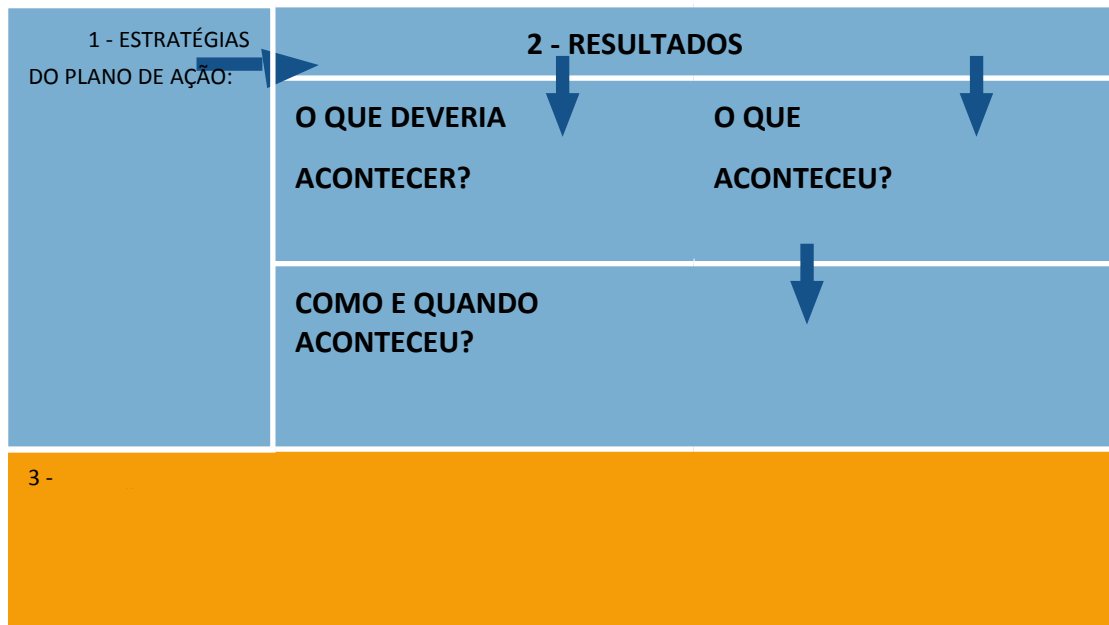 1 - ESTRATÉGIAS
DO PLANO DE AÇÃO:
2 - RESULTADOS
O QUE DEVERIA
ACONTECER?
O QUE
ACONTECEU?
COMO E QUANDO
ACONTECEU?
3 -